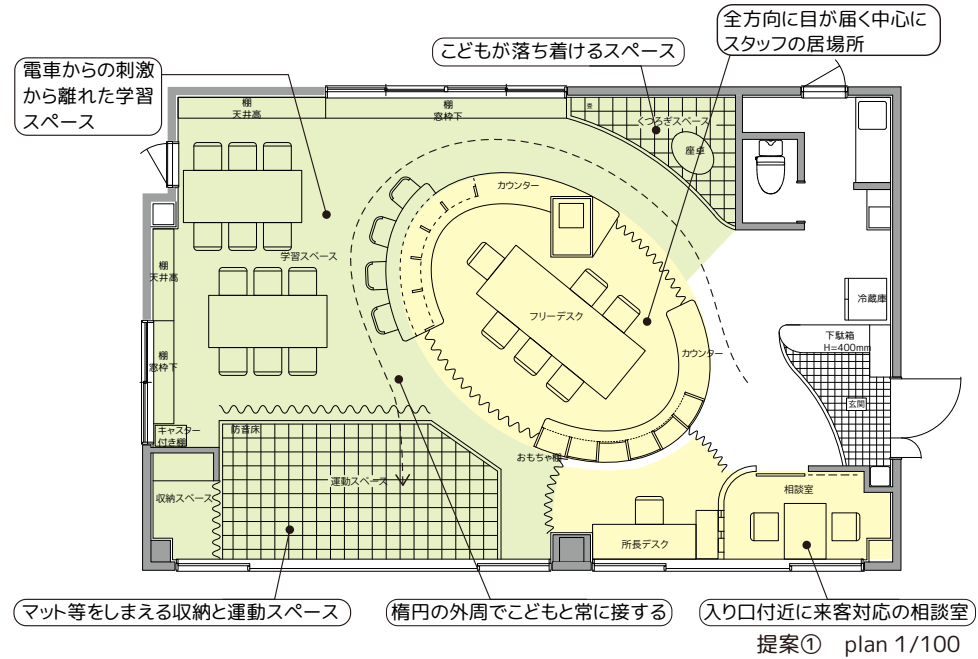 全方向に目が届く中心に
スタッフの居場所
こどもが落ち着けるスペース
電車からの刺激
から離れた学習
スペース
棚
天井高
棚
窓枠下
畳
くつろぎスペース
座卓
カウンター
学習スペース
棚
天井高
フリーデスク
冷蔵庫
カウンター
下駄箱
H=400mm
棚
窓枠下
玄関
キャスター
付き棚
防音床
おもちゃ棚
収納スペース
運動スペース
相談室
所長デスク
マット等をしまえる収納と運動スペース
楕円の外周でこどもと常に接する
入り口付近に来客対応の相談室
提案① plan 1/100